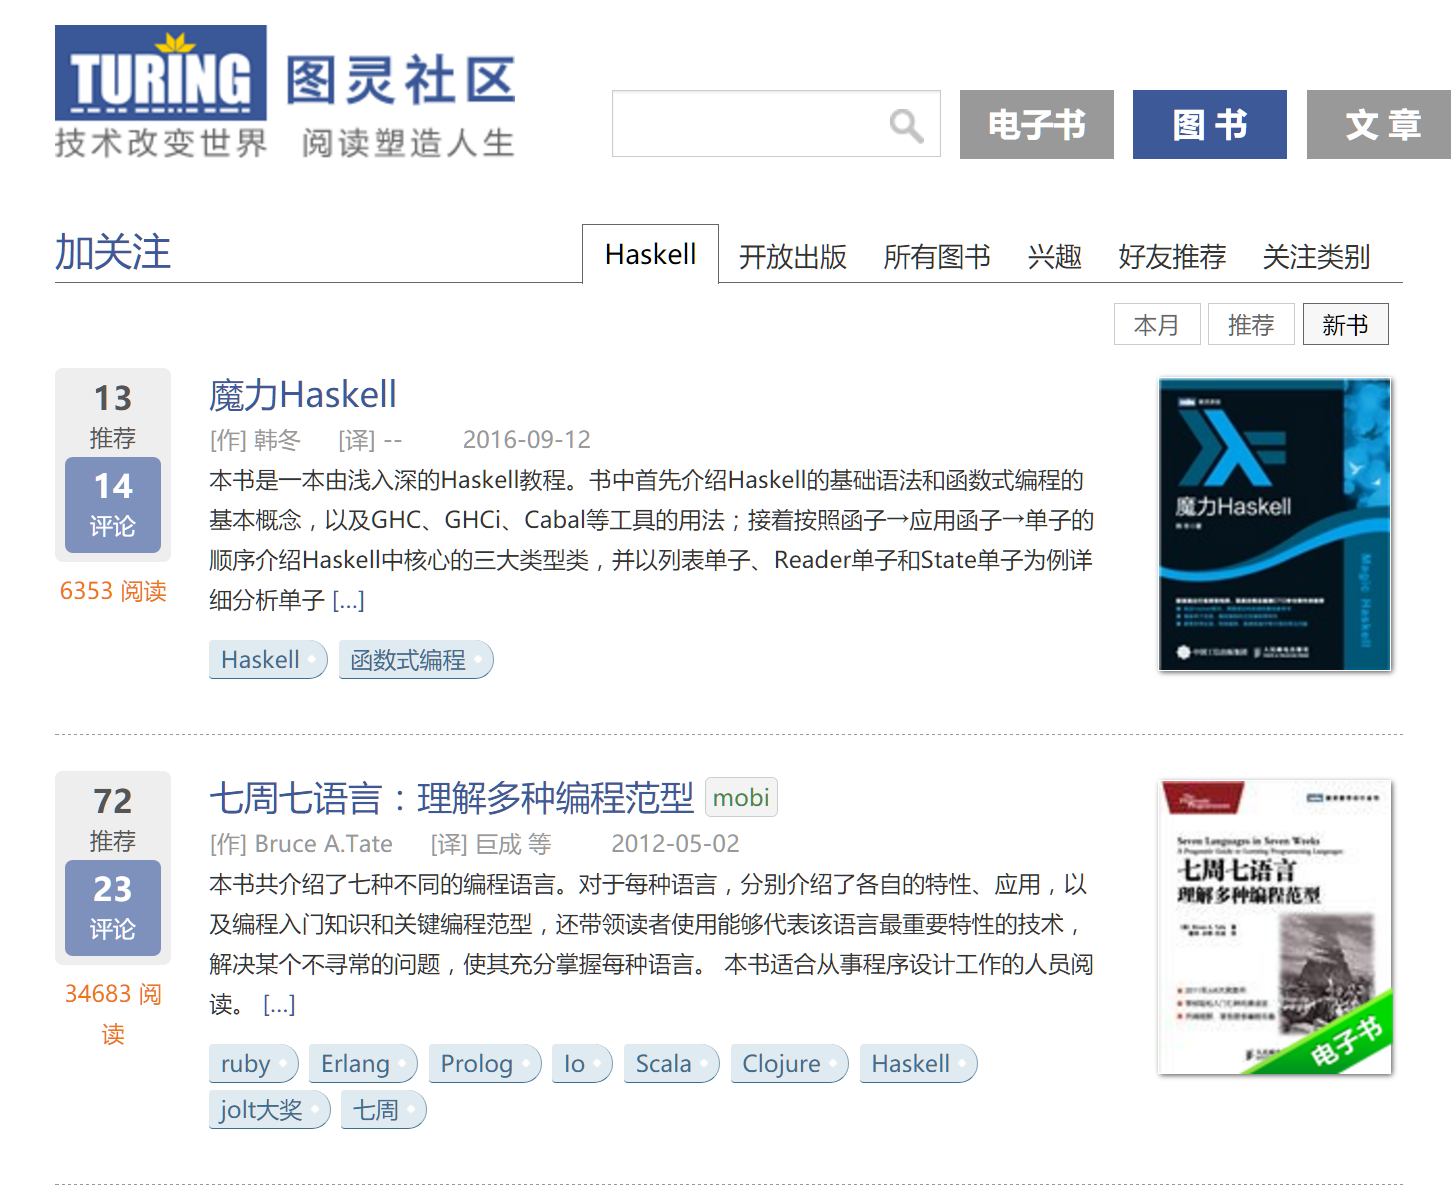 TURING 图灵社区
技术改变世界 阅读塑造人生
电子书 图书 文章
加关注
Haskell 开放出版 所有图书 兴趣 好友推荐 关注类别
本月 推荐 新书
13
推荐
14
评论
6353 阅读
魔力Haskell
[作] 韩冬 [译] -- 2016-09-12
本书是一本由浅入深的Haskell教程。书中首先介绍Haskell的基础语法和函数式编程的
基本概念，以及GHC、GHCi、Cabal等工具的用法；接着按照函子→应用函子→单子的
顺序介绍Haskell中核心的三大类型类，并以列表单子、Reader单子和State单子为例详
细分析单子 [...]
Haskell 函数式编程
魔力Haskell
Magic Haskell
72
推荐
23
评论
34683 阅
读
七周七语言：理解多种编程范型 mobi
[作] Bruce A.Tate [译] 巨成 等 2012-05-02
本书共介绍了七种不同的编程语言。对于每种语言，分别介绍了各自的特性、应用，以
及编程入门知识和关键编程范型，还带领读者使用能够代表该语言最重要特性的技术，
解决某个不寻常的问题，使其充分掌握每种语言。 本书适合从事程序设计工作的人员阅
读。 [...]
ruby Erlang Prolog Io Scala Clojure Haskell
jolt大奖 七周
Seven Languages in Seven Weeks
A Pragmatic Guide to Learning Programming Languages
七周七语言
理解多种编程范型
电子书